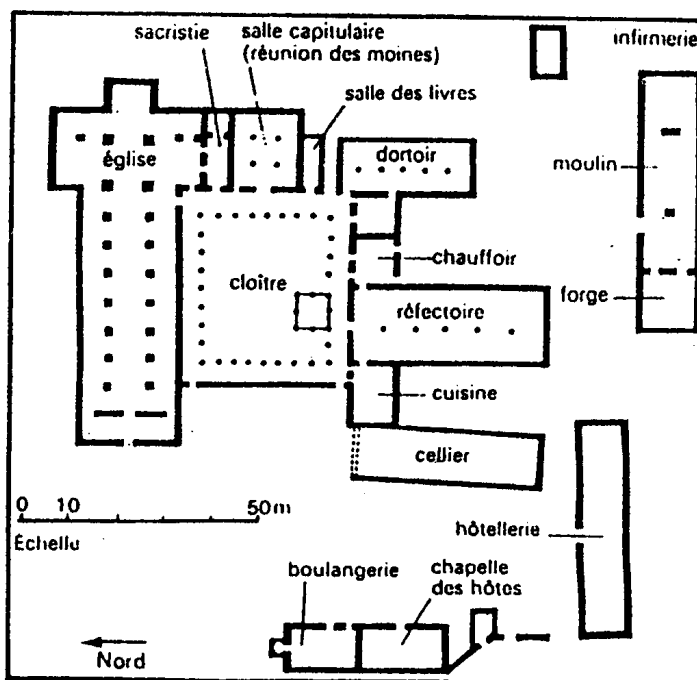 sacristie
salle capitulaire
(réunion des moines)
infirmerie
salle des livres
église
dortoir
moulin
cloître
chauffoir
réfectoire
forge
cuisine
cellier
0 10 50 m
Échelle
hôtellerie
boulangerie
chapelle
des hôtes
Nord